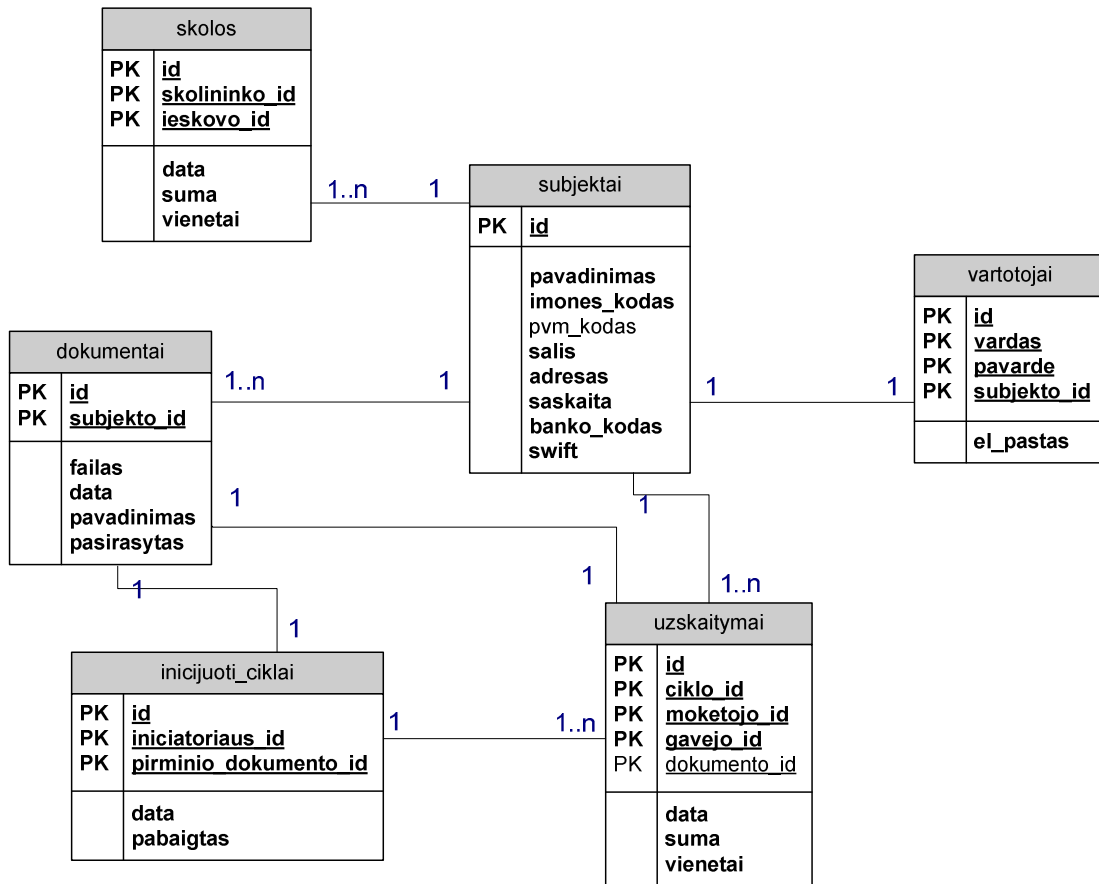 skolos
PK id
PK skolininko_id
PK ieskovo_id
data
suma
vienetai
1..n 1
subjektai
PK id
pavadinimas
imones_kodas
pvm_kodas
salis
adresas
saskaita
banko_kodas
swift
vartotojai
PK id
PK vardas
PK pavarde
PK subjekto_id
el_pastas
1 1
dokumentai
PK id
PK subjekto_id
failas
data
pavadinimas
pasirasytas
1..n 1
1
1
1
1..n
1
1
inicijuoti_ciklai
PK id
PK iniciatoriaus_id
PK pirminio_dokumento_id
data
pabaigtas
1 1..n
uzskaitymai
PK id
PK ciklo_id
PK moketojo_id
PK gavejo_id
PK dokumento_id
data
suma
vienetai